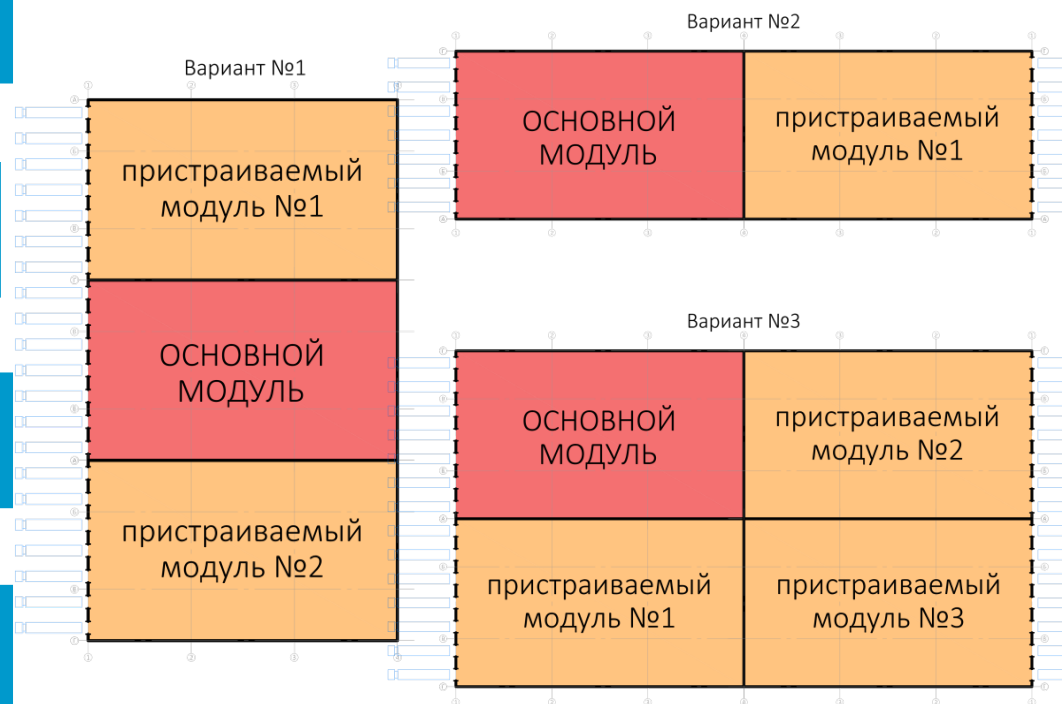 Вариант №1
пристраиваемый
модуль №1
ОСНОВНОЙ
МОДУЛЬ
пристраиваемый
модуль №2
Вариант №2
ОСНОВНОЙ
МОДУЛЬ
пристраиваемый
модуль №1
Вариант №3
ОСНОВНОЙ
МОДУЛЬ
пристраиваемый
модуль №2
пристраиваемый
модуль №1
пристраиваемый
модуль №3